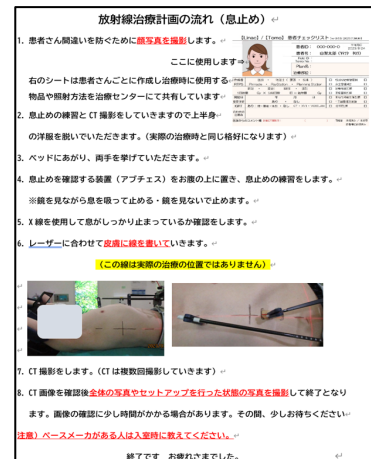 放射線治療計画の流れ（息止め）
【Linac】/【Tomo】 患者チェックリスト
1. 患者さん間違いを防ぐために顔写真を撮影します。
ここに使用します⇒
右のシートは患者さんごとに作成し治療時に使用する
物品や照射方法を治療センターにて共有しています
2. 息止めの練習とCT撮影をしていきますので上半身
の洋服を脱いでいただきます。（実際の治療時と同じ格好になります）
3. ベッドにあがり、両手を挙げていただきます。
4. 息止めを確認する装置（アブチェス）をお腹の上に置き、息止めの練習をします。
※鏡を見ながら息を吸って止める・鏡を見ないで止めます。
5. X線を使用して息がしっかり止まっているか確認をします。
6. レーザーに合わせて皮膚に線を書いていきます。
（この線は実際の治療の位置ではありません）
7. CT撮影をします。（CTは複数回撮影していきます）
8. CT画像を確認後全体の写真やセットアップを行った状態の写真を撮影して終了となり
ます。画像の確認に少し時間がかかる場合があります。その間、少しお待ちください
注意）ペースメーカがある人は入室時に教えてください。
終了です　お疲れさまでした。